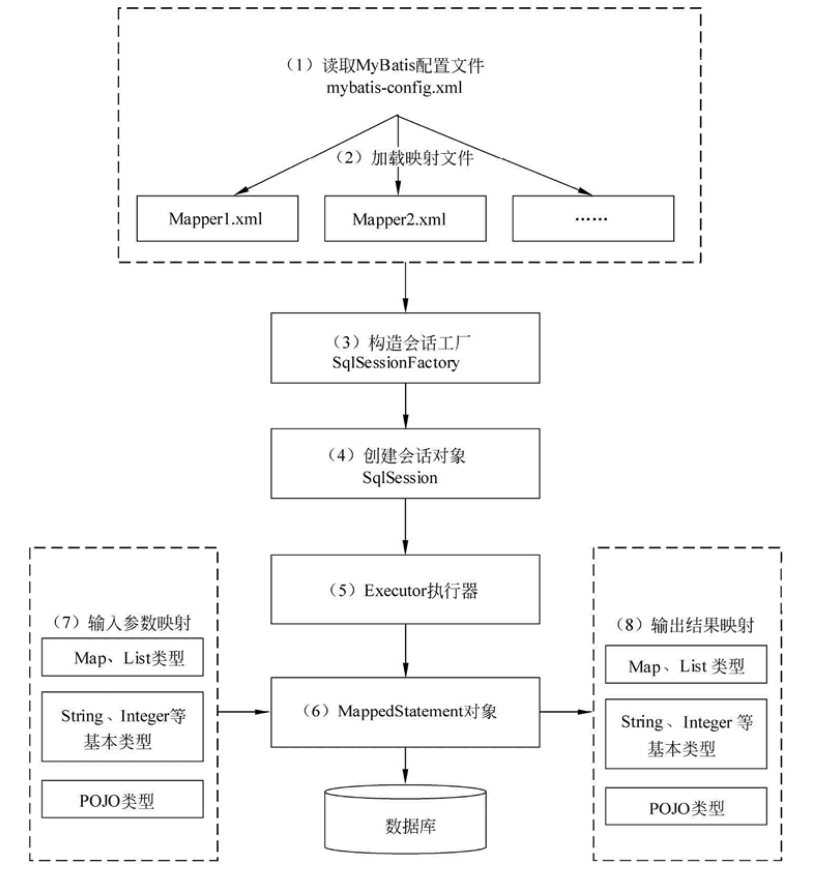 （1）读取MyBatis配置文件
mybatis-config.xml
（2）加载映射文件
Mapper1.xml
Mapper2.xml
……
（3）构造会话工厂
SqlSessionFactory
（4）创建会话对象
SqlSession
（5）Executor执行器
（6）MappedStatement对象
数据库
（7）输入参数映射
Map、List类型
String、Integer等
基本类型
POJO类型
（8）输出结果映射
Map、List 类型
String、Integer 等
基本类型
POJO类型